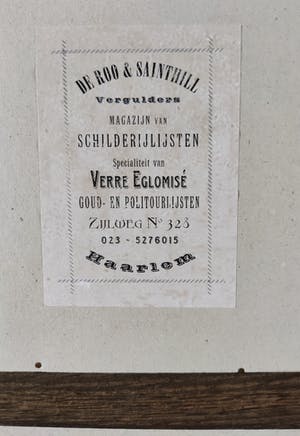 DE ROO & SAINTHILL
Vergulders
MAGAZIJN VAN
SCHILDERIJLIJSTEN
Specialiteit van
VERRE EGLOMISÉ
GOUD- EN POLITOURLIJSTEN
ZIJLWEG No 328
023 - 5276015
Haarlem